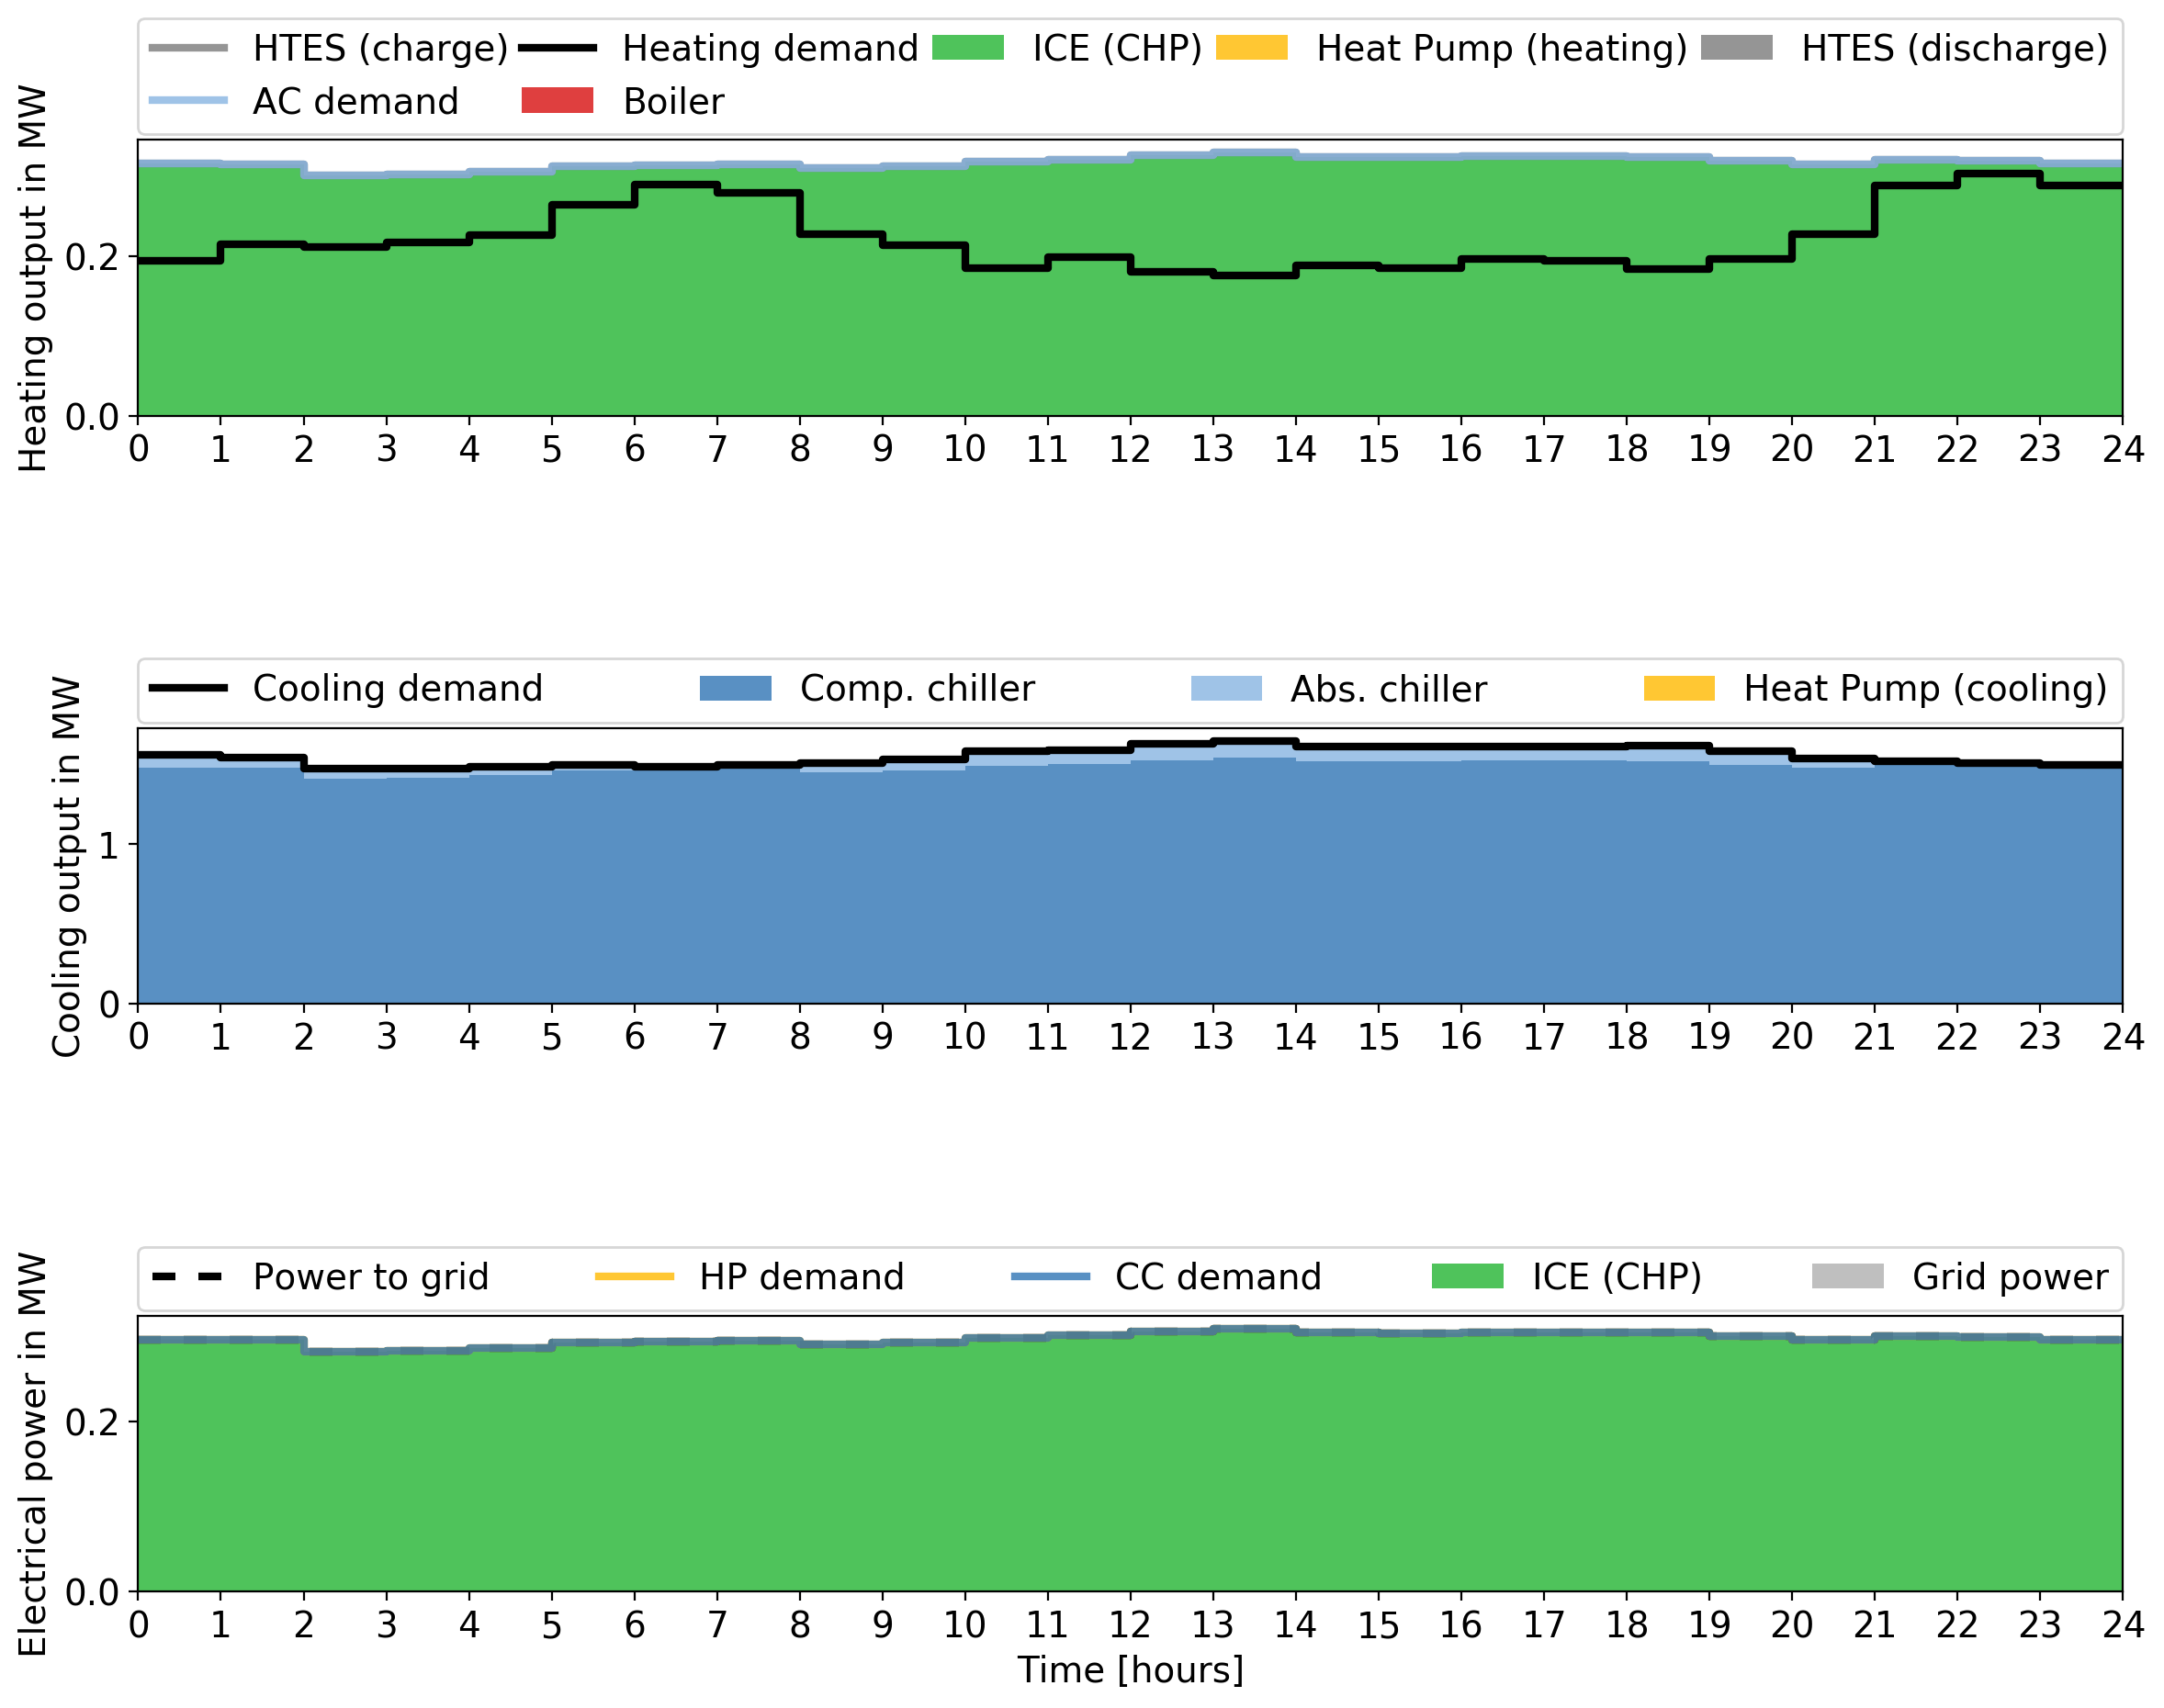 HTES (charge) Heating demand ICE (CHP) Heat Pump (heating) HTES (discharge)
AC demand Boiler
Heating output in MW
0.2
0.0
0 1 2 3 4 5 6 7 8 9 10 11 12 13 14 15 16 17 18 19 20 21 22 23 24
Cooling demand Comp. chiller Abs. chiller Heat Pump (cooling)
Cooling output in MW
1
0
0 1 2 3 4 5 6 7 8 9 10 11 12 13 14 15 16 17 18 19 20 21 22 23 24
Power to grid HP demand CC demand ICE (CHP) Grid power
Electrical power in MW
0.2
0.0
0 1 2 3 4 5 6 7 8 9 10 11 12 13 14 15 16 17 18 19 20 21 22 23 24
Time [hours]